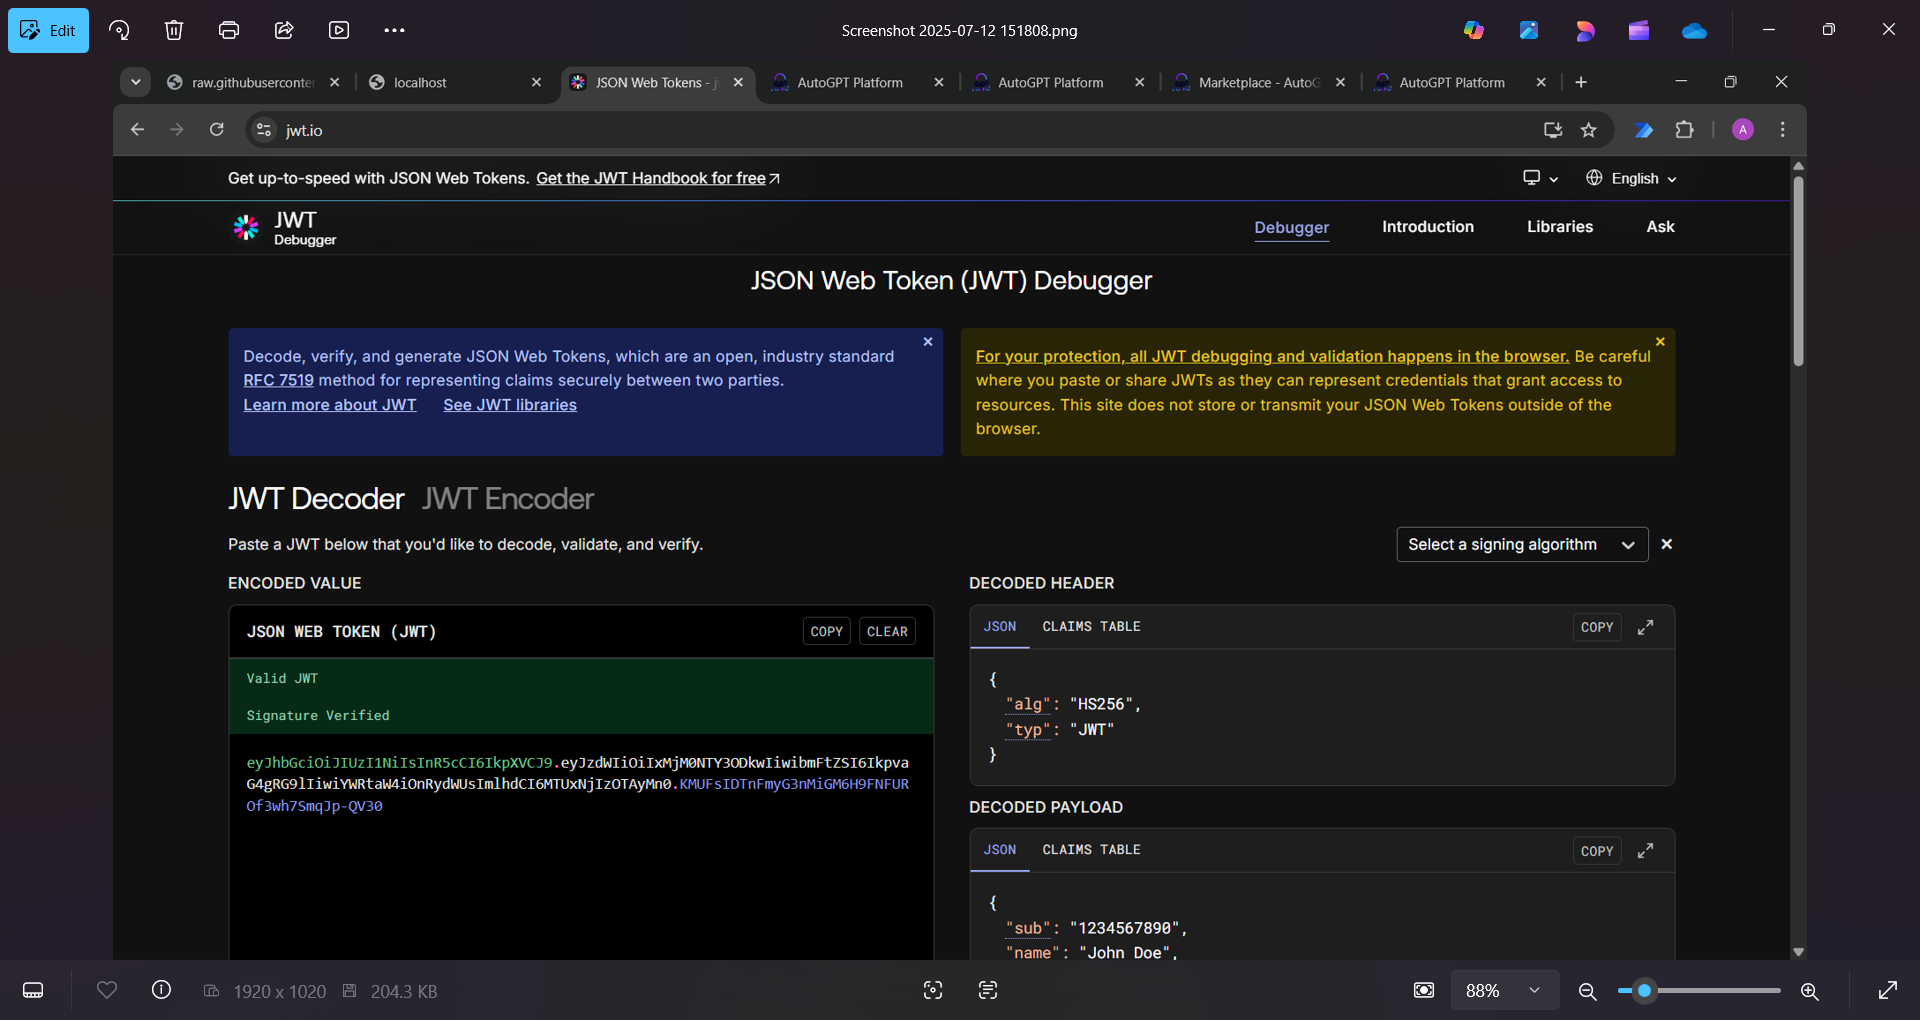 Edit
Screenshot 2025-07-12 151808.png
raw.githubuserconter
localhost
JSON Web Tokens - j
AutoGPT Platform
AutoGPT Platform
Marketplace - AutoG
AutoGPT Platform
jwt.io
A
Get up-to-speed with JSON Web Tokens. Get the JWT Handbook for free
English
JWT
Debugger
Debugger
Introduction
Libraries
Ask
JSON Web Token (JWT) Debugger
Decode, verify, and generate JSON Web Tokens, which are an open, industry standard
RFC 7519 method for representing claims securely between two parties.
Learn more about JWT See JWT libraries
For your protection, all JWT debugging and validation happens in the browser. Be careful
where you paste or share JWTs as they can represent credentials that grant access to
resources. This site does not store or transmit your JSON Web Tokens outside of the
browser.
JWT Decoder JWT Encoder
Paste a JWT below that you'd like to decode, validate, and verify.
Select a signing algorithm
ENCODED VALUE
JSON WEB TOKEN (JWT)
COPY
CLEAR
Valid JWT
Signature Verified
eyJhbGciOiJIUzI1NiIsInR5cCI6IkpXVCJ9.eyJzdWIiOiIxMjM0NTY3ODkwIiwibmFtZSI6Ikpva
G4gRG9lIiwiYWRtaW4iOnRydWUsImlhdCI6MTUxNjIzOTAyMn0.KMUFsIDTnFmyG3nMiGM6H9FNFUR
Of3wh7SmqJp-QV30
DECODED HEADER
JSON
CLAIMS TABLE
COPY
{
"alg": "HS256",
"typ": "JWT"
}
DECODED PAYLOAD
JSON
CLAIMS TABLE
COPY
{
"sub": "1234567890",
"name": "John Doe",
1920 x 1020
204.3 KB
88%